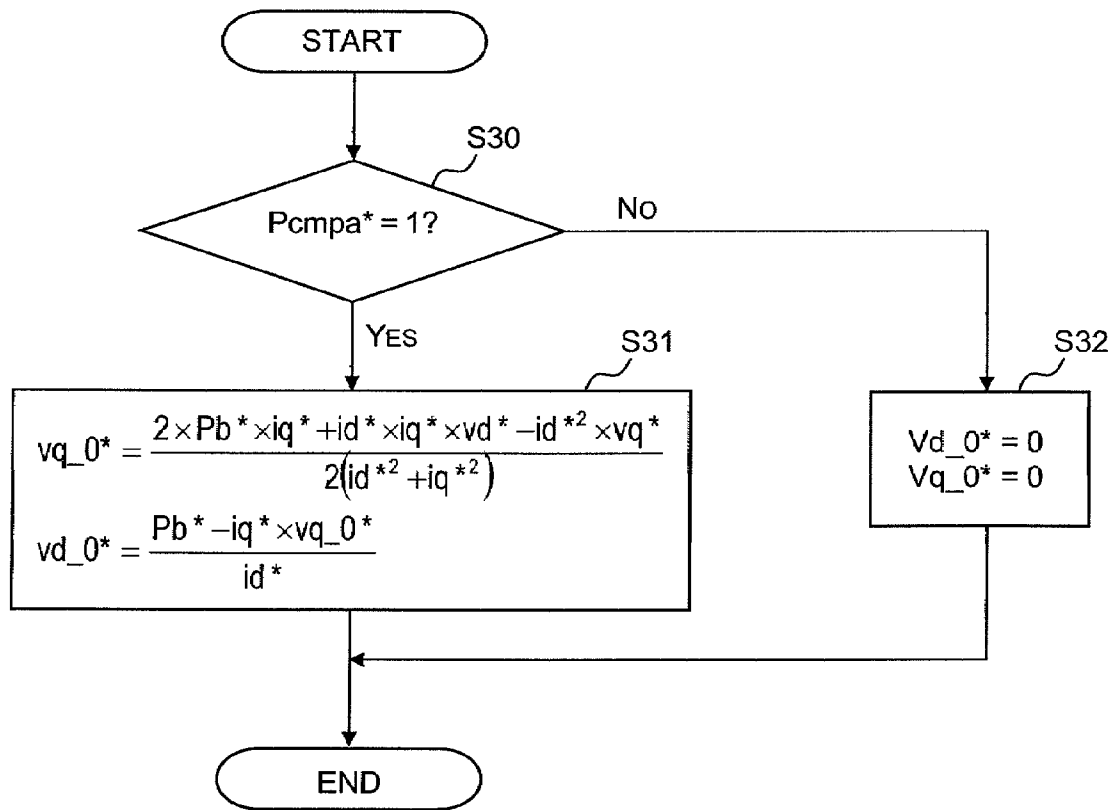 START
S30
Pcmpa* = 1?
NO
YES
S31
vq_0* = (2×Pb*×iq*+id*×iq*×vd*−id*²×vq*) / 2(id*²+iq*²)
vd_0* = (Pb*−iq*×vq_0*) / id*
S32
Vd_0* = 0
Vq_0* = 0
END